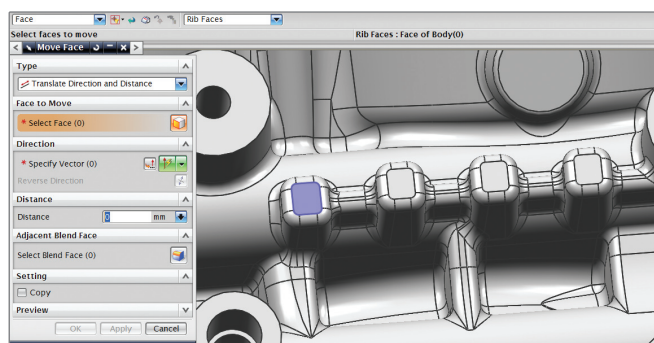 Face Rib Faces
Select faces to move Rib Faces : Face of Body(0)
Move Face
Type
Translate Direction and Distance
Face to Move
* Select Face (0)
Direction
* Specify Vector (0)
Reverse Direction
Distance
Distance 0 mm
Adjacent Blend Face
Select Blend Face (0)
Setting
Copy
Preview
OK Apply Cancel